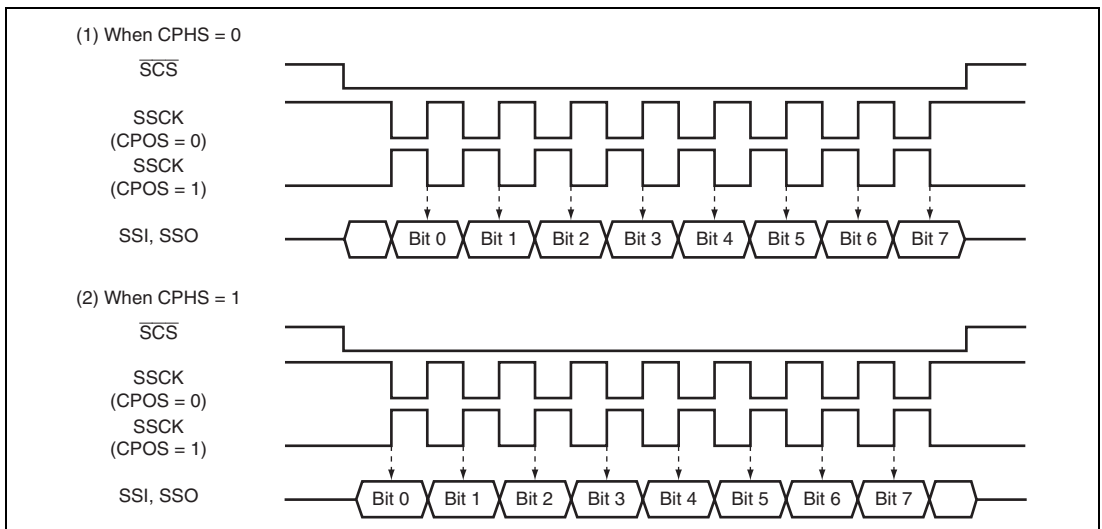 (1) When CPHS = 0
SCS
SSCK
(CPOS = 0)
SSCK
(CPOS = 1)
SSI, SSO
Bit 0 Bit 1 Bit 2 Bit 3 Bit 4 Bit 5 Bit 6 Bit 7
(2) When CPHS = 1
SCS
SSCK
(CPOS = 0)
SSCK
(CPOS = 1)
SSI, SSO
Bit 0 Bit 1 Bit 2 Bit 3 Bit 4 Bit 5 Bit 6 Bit 7